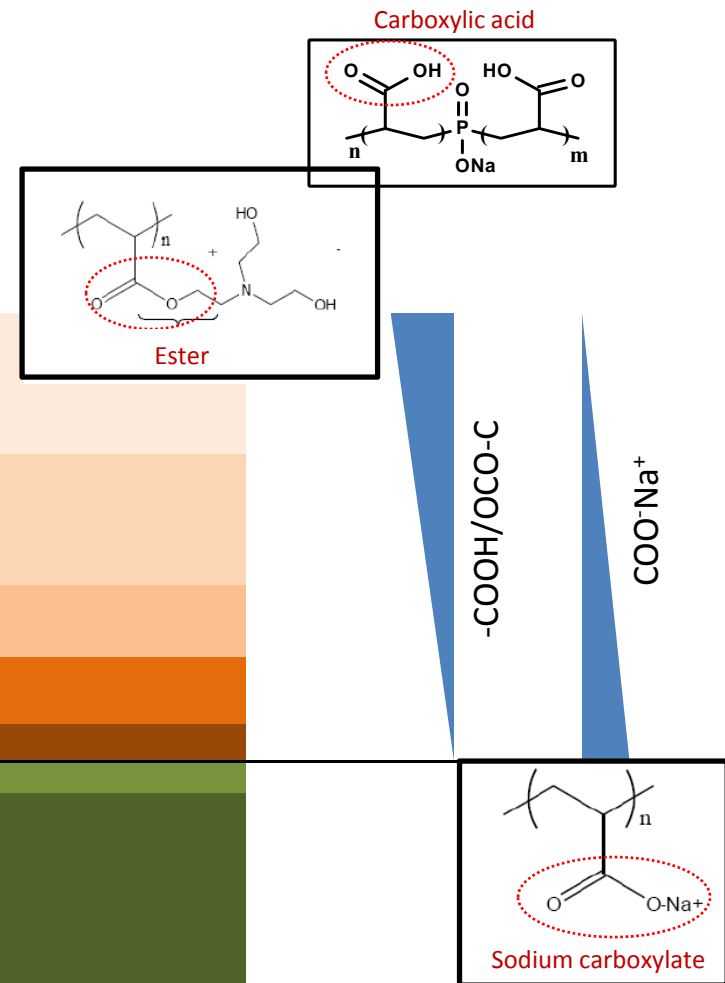 Carboxylic acid
O
OH
HO
O
O
P
n
m
ONa
HO
n
+
-
N
O
O
OH
Ester
-COOH/OCO-C
COO⁻Na⁺
n
O
O-Na+
Sodium carboxylate